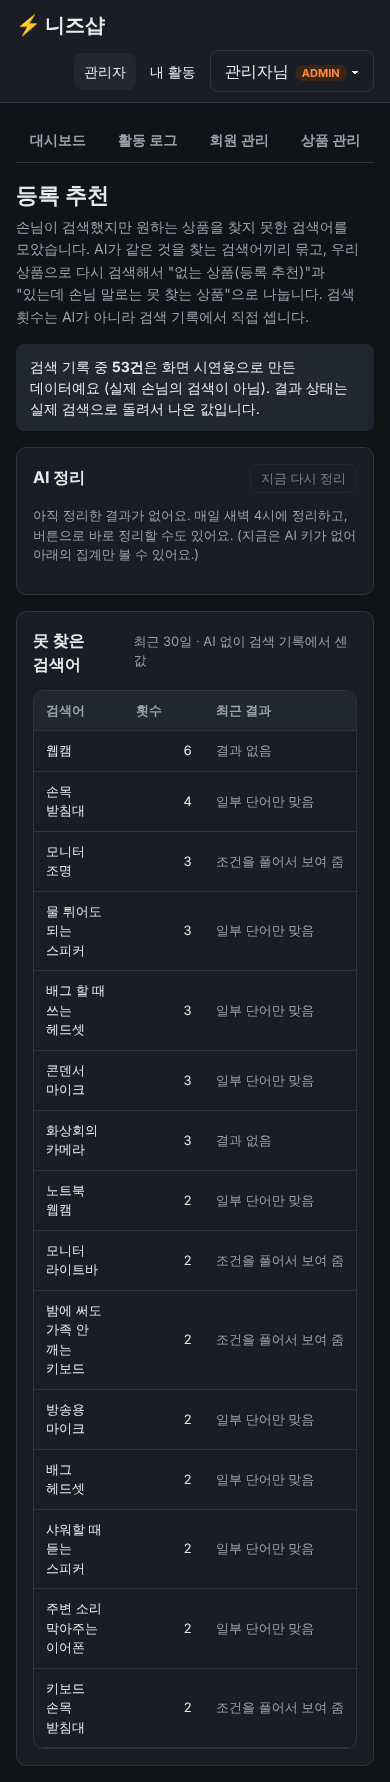 ⚡ 니즈샵
관리자 내 활동 관리자님 ADMIN
대시보드 활동 로그 회원 관리 상품 관리
등록 추천
손님이 검색했지만 원하는 상품을 찾지 못한 검색어를
모았습니다. AI가 같은 것을 찾는 검색어끼리 묶고, 우리
상품으로 다시 검색해서 "없는 상품(등록 추천)"과
"있는데 손님 말로는 못 찾는 상품"으로 나눕니다. 검색
횟수는 AI가 아니라 검색 기록에서 직접 셉니다.
검색 기록 중 53건은 화면 시연용으로 만든
데이터예요 (실제 손님의 검색이 아님). 결과 상태는
실제 검색으로 돌려서 나온 값입니다.
AI 정리 지금 다시 정리
아직 정리한 결과가 없어요. 매일 새벽 4시에 정리하고,
버튼으로 바로 정리할 수도 있어요. (지금은 AI 키가 없어
아래의 집계만 볼 수 있어요.)
못 찾은
검색어
최근 30일 · AI 없이 검색 기록에서 센
값
검색어 횟수 최근 결과
웹캠 6 결과 없음
손목
받침대 4 일부 단어만 맞음
모니터
조명 3 조건을 풀어서 보여 줌
물 튀어도
되는 3 일부 단어만 맞음
스피커
배그 할 때
쓰는 3 일부 단어만 맞음
헤드셋
콘덴서
마이크 3 일부 단어만 맞음
화상회의
카메라 3 결과 없음
노트북
웹캠 2 일부 단어만 맞음
모니터
라이트바 2 조건을 풀어서 보여 줌
밤에 써도
가족 안
깨는 2 조건을 풀어서 보여 줌
키보드
방송용
마이크 2 일부 단어만 맞음
배그
헤드셋 2 일부 단어만 맞음
샤워할 때
듣는 2 일부 단어만 맞음
스피커
주변 소리
막아주는 2 일부 단어만 맞음
이어폰
키보드
손목 2 조건을 풀어서 보여 줌
받침대